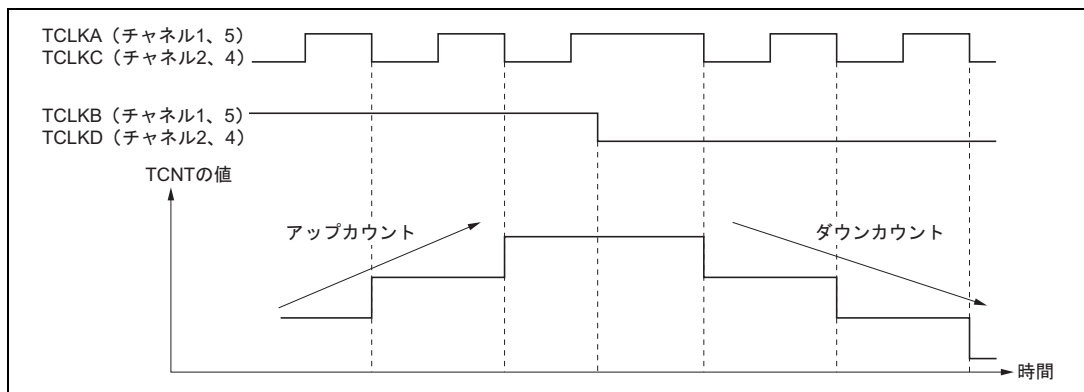 TCLKA(チャネル1、5)
TCLKC(チャネル2、4)
TCLKB(チャネル1、5)
TCLKD(チャネル2、4)
TCNTの値
アップカウント
ダウンカウント
時間